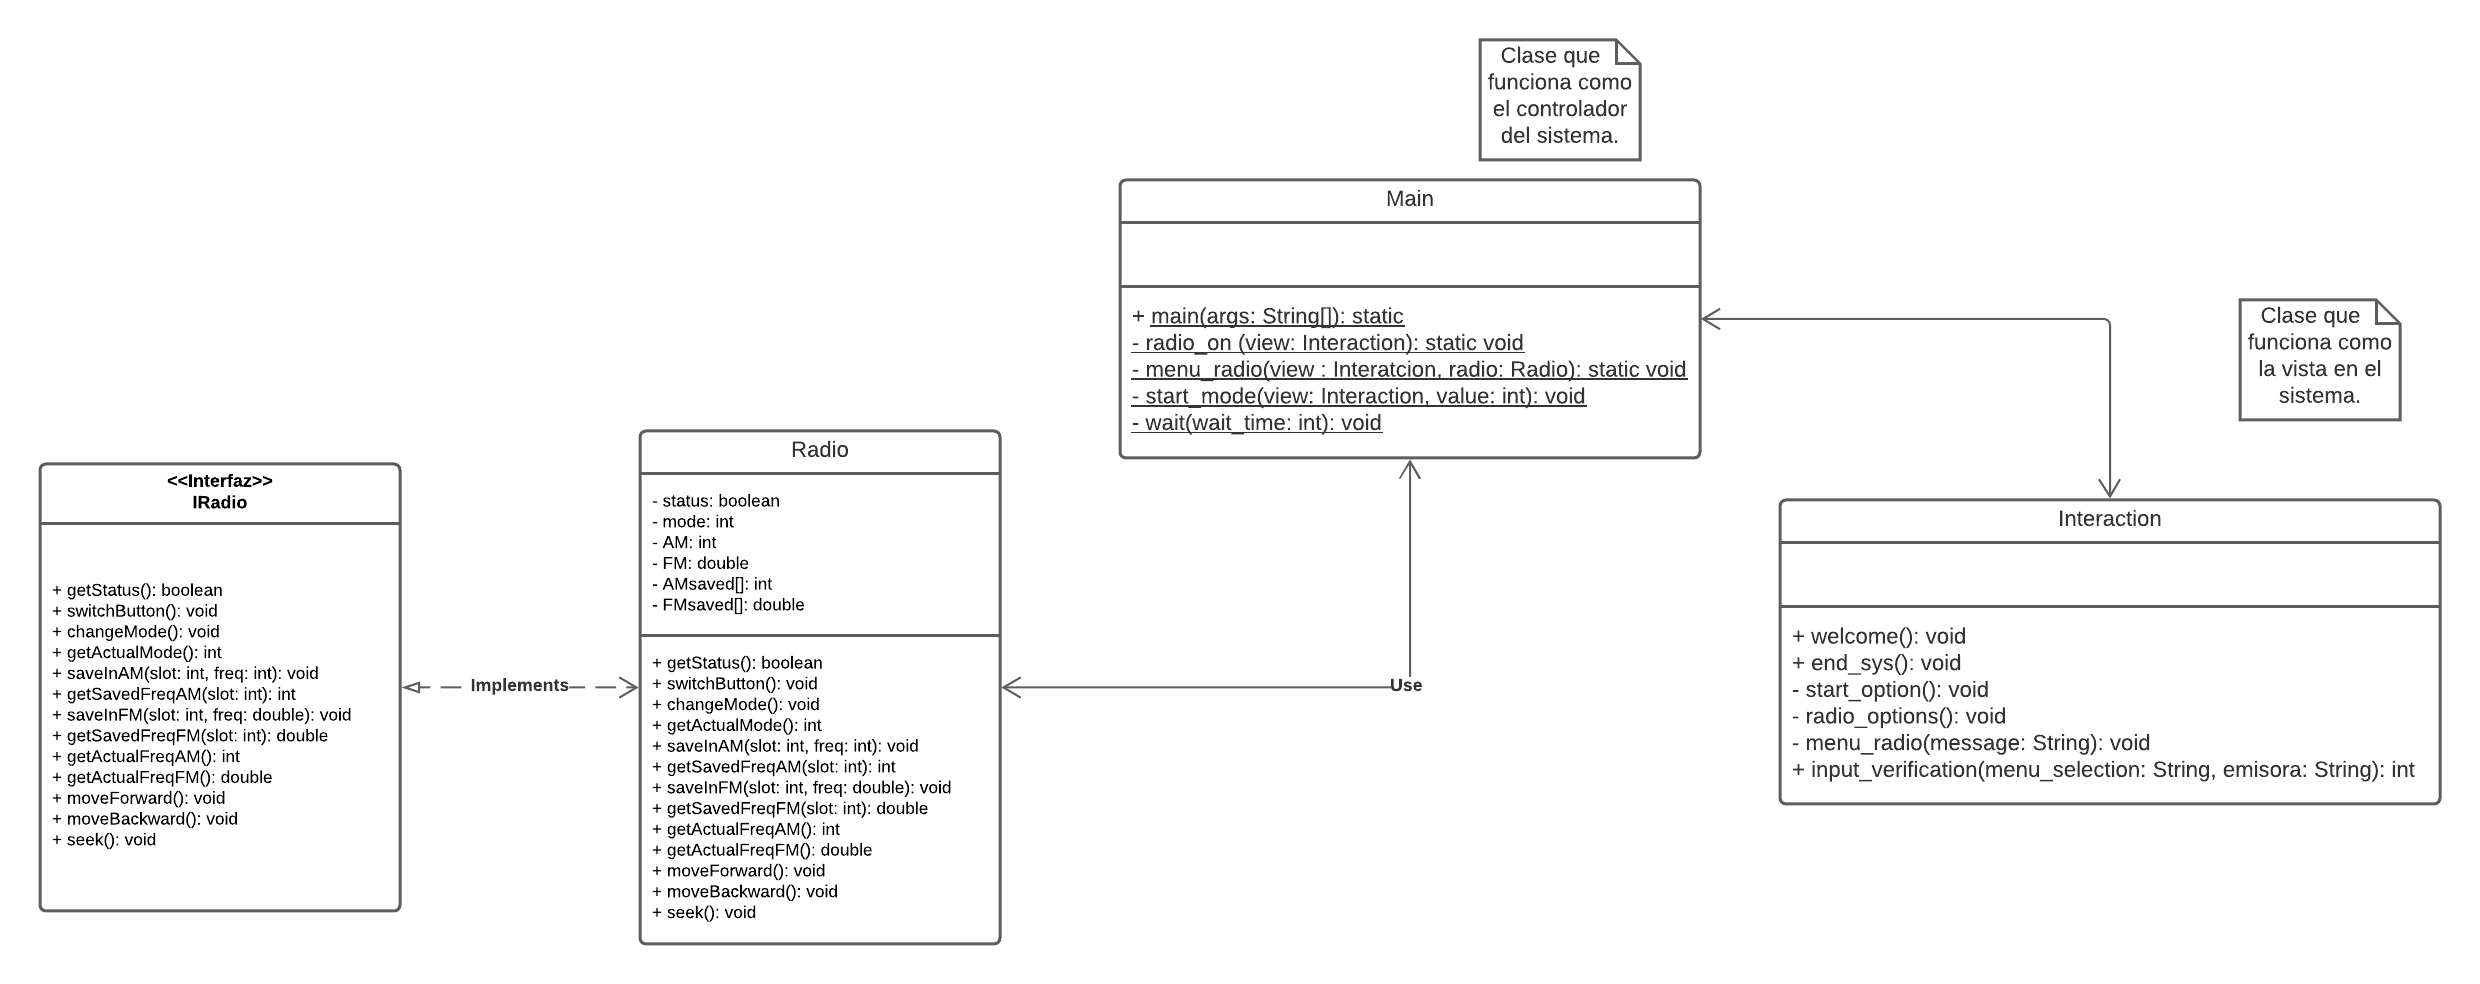 Clase que
funciona como
el controlador
del sistema.
Main
+ main(args: String[]): static
- radio_on (view: Interaction): static void
- menu_radio(view : Interatcion, radio: Radio): static void
- start_mode(view: Interaction, value: int): void
- wait(wait_time: int): void
Clase que
funciona como
la vista en el
sistema.
<<Interfaz>>
IRadio
+ getStatus(): boolean
+ switchButton(): void
+ changeMode(): void
+ getActualMode(): int
+ saveInAM(slot: int, freq: int): void
+ getSavedFreqAM(slot: int): int
+ saveInFM(slot: int, freq: double): void
+ getSavedFreqFM(slot: int): double
+ getActualFreqAM(): int
+ getActualFreqFM(): double
+ moveForward(): void
+ moveBackward(): void
+ seek(): void
Implements
Radio
- status: boolean
- mode: int
- AM: int
- FM: double
- AMsaved[]: int
- FMsaved[]: double
+ getStatus(): boolean
+ switchButton(): void
+ changeMode(): void
+ getActualMode(): int
+ saveInAM(slot: int, freq: int): void
+ getSavedFreqAM(slot: int): int
+ saveInFM(slot: int, freq: double): void
+ getSavedFreqFM(slot: int): double
+ getActualFreqAM(): int
+ getActualFreqFM(): double
+ moveForward(): void
+ moveBackward(): void
+ seek(): void
Use
Interaction
+ welcome(): void
+ end_sys(): void
- start_option(): void
- radio_options(): void
- menu_radio(message: String): void
+ input_verification(menu_selection: String, emisora: String): int